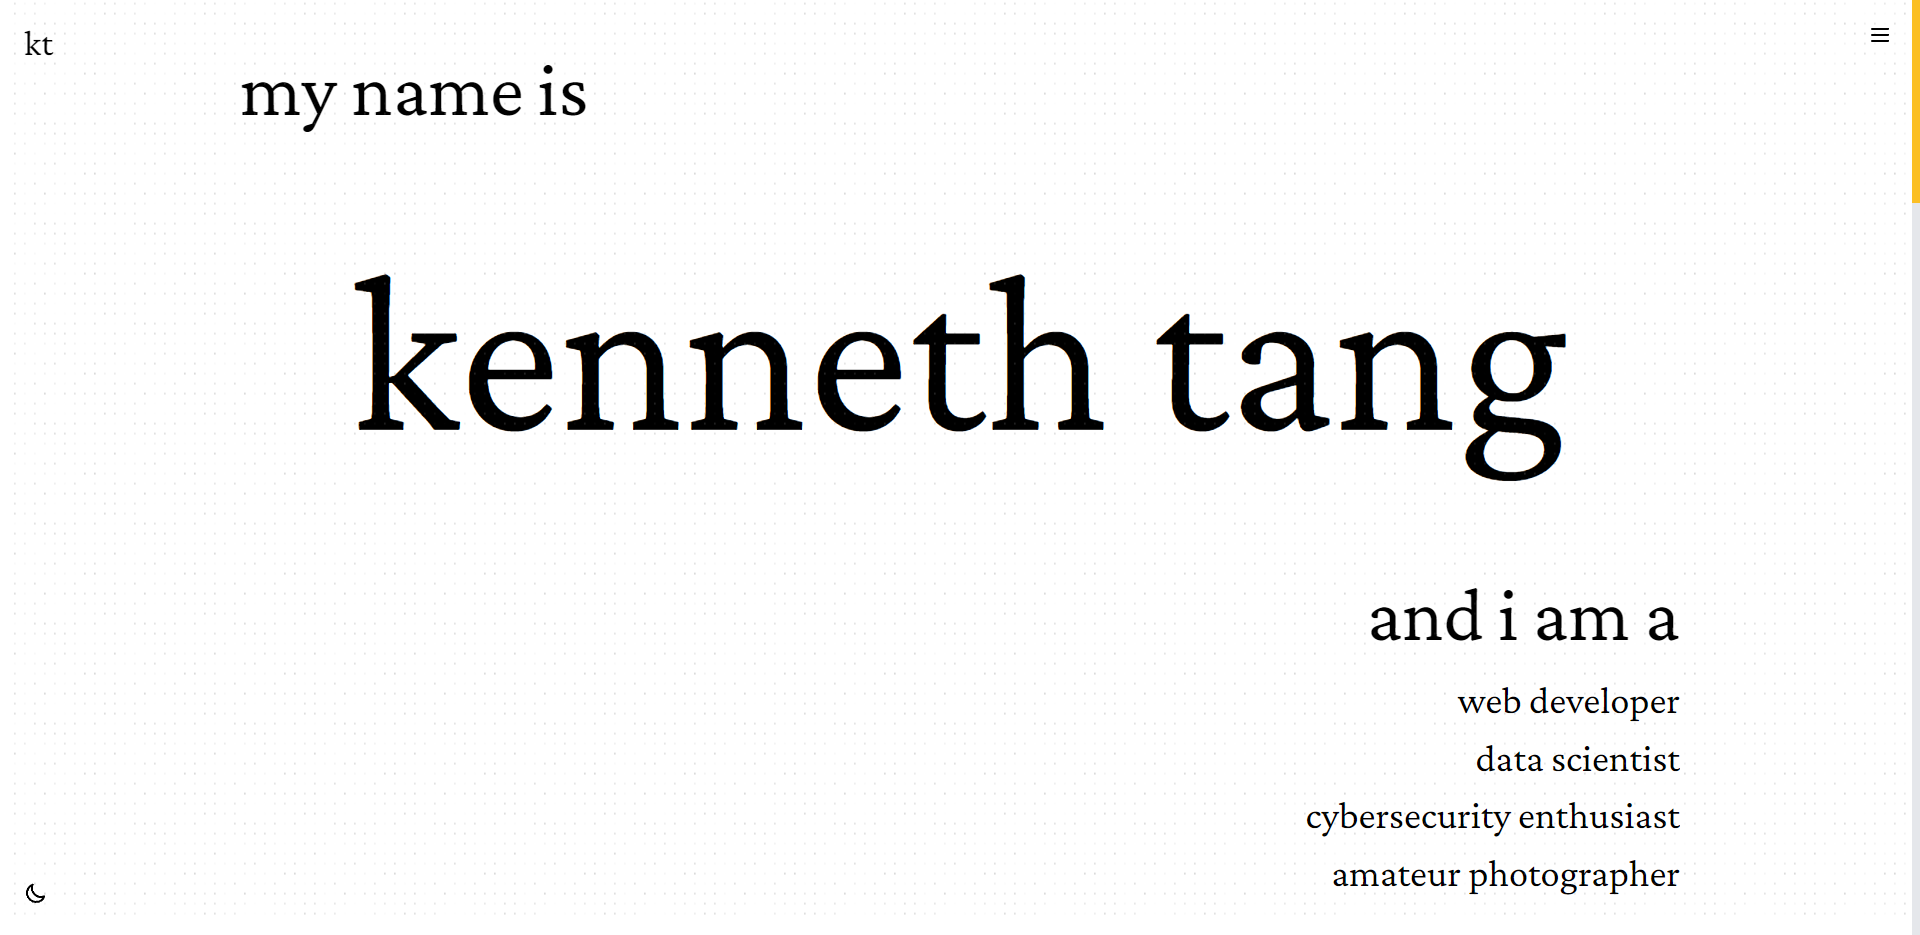 kt
my name is
kenneth tang
and i am a
web developer
data scientist
cybersecurity enthusiast
amateur photographer